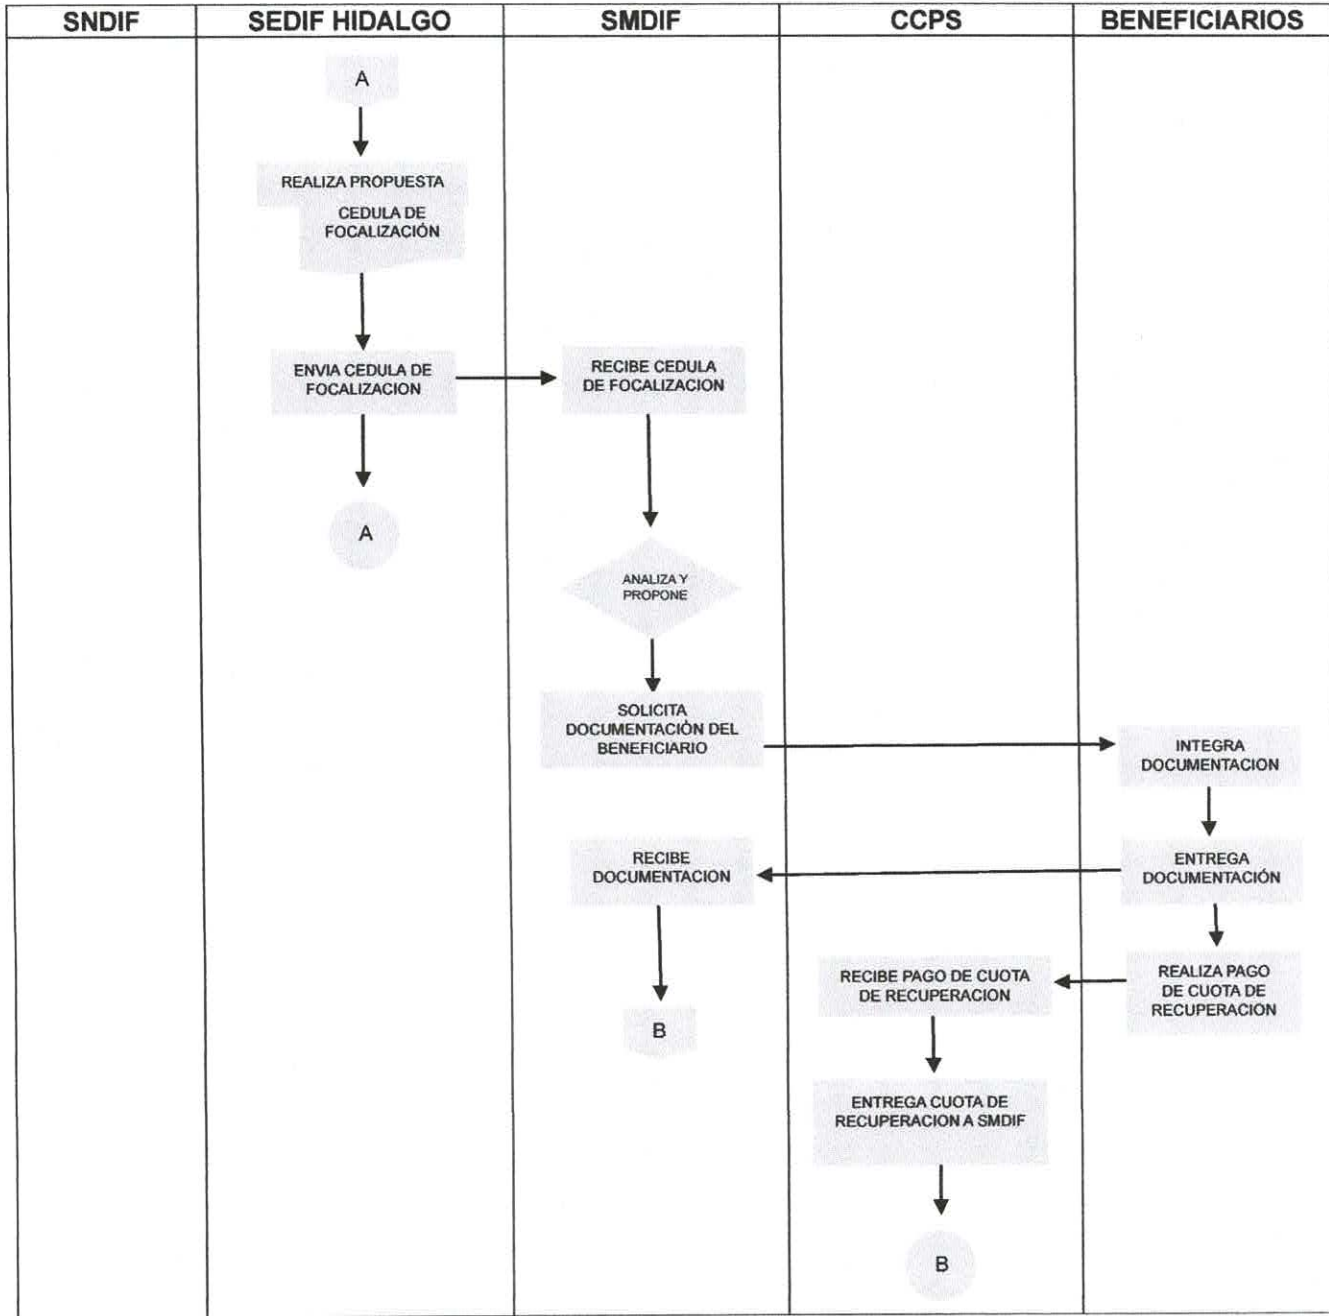 SNDIF
SEDIF HIDALGO
SMDIF
CCPS
BENEFICIARIOS
A
REALIZA PROPUESTA
CEDULA DE
FOCALIZACIÓN
ENVIA CEDULA DE
FOCALIZACION
RECIBE CEDULA
DE FOCALIZACION
A
ANALIZA Y
PROPONE
SOLICITA
DOCUMENTACIÓN DEL
BENEFICIARIO
INTEGRA
DOCUMENTACION
RECIBE
DOCUMENTACION
ENTREGA
DOCUMENTACIÓN
RECIBE PAGO DE CUOTA
DE RECUPERACION
REALIZA PAGO
DE CUOTA DE
RECUPERACION
B
ENTREGA CUOTA DE
RECUPERACION A SMDIF
B